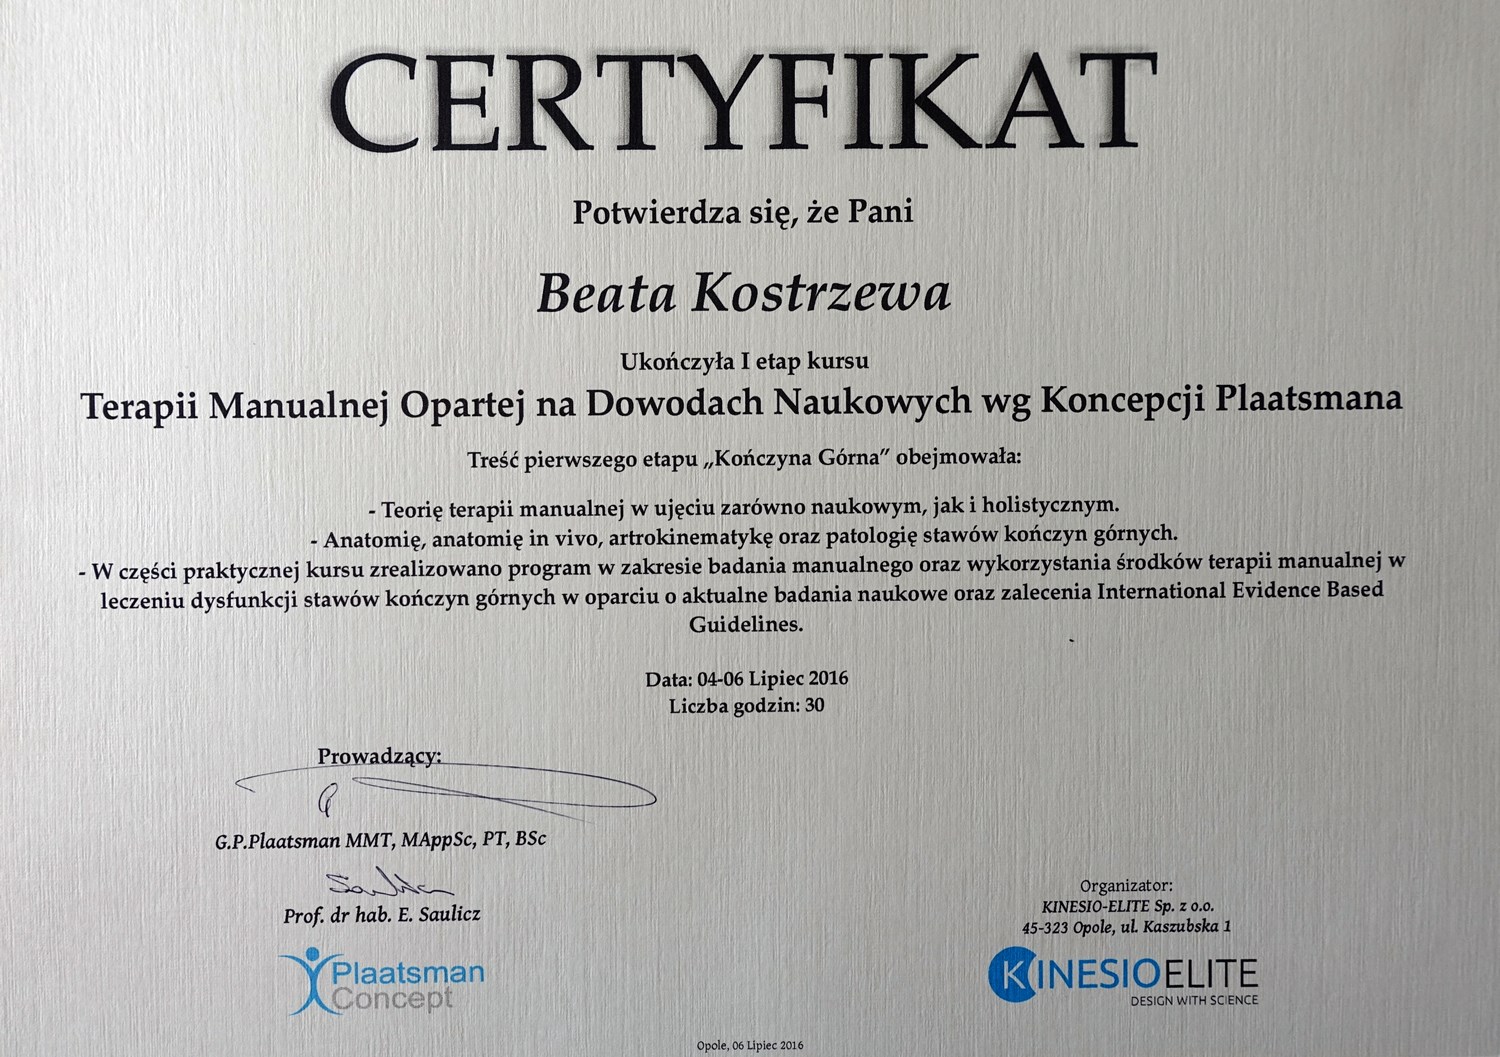 CERTYFIKAT
Potwierdza się, że Pani
Beata Kostrzewa
Ukończyła I etap kursu
Terapii Manualnej Opartej na Dowodach Naukowych wg Koncepcji Plaatsmana
Treść pierwszego etapu „Kończyna Górna” obejmowała:
- Teorię terapii manualnej w ujęciu zarówno naukowym, jak i holistycznym.
- Anatomię, anatomię in vivo, artrokinematykę oraz patologię stawów kończyn górnych.
- W części praktycznej kursu zrealizowano program w zakresie badania manualnego oraz wykorzystania środków terapii manualnej w
leczeniu dysfunkcji stawów kończyn górnych w oparciu o aktualne badania naukowe oraz zalecenia International Evidence Based
Guidelines.
Data: 04-06 Lipiec 2016
Liczba godzin: 30
Prowadzący:
G.P.Plaatsman MMT, MAppSc, PT, BSc
Prof. dr hab. E. Saulicz
Plaatsman
Concept
Organizator:
KINESIO-ELITE Sp. z o.o.
45-323 Opole, ul. Kaszubska 1
KINESIOELITE
DESIGN WITH SCIENCE
Opole, 06 Lipiec 2016